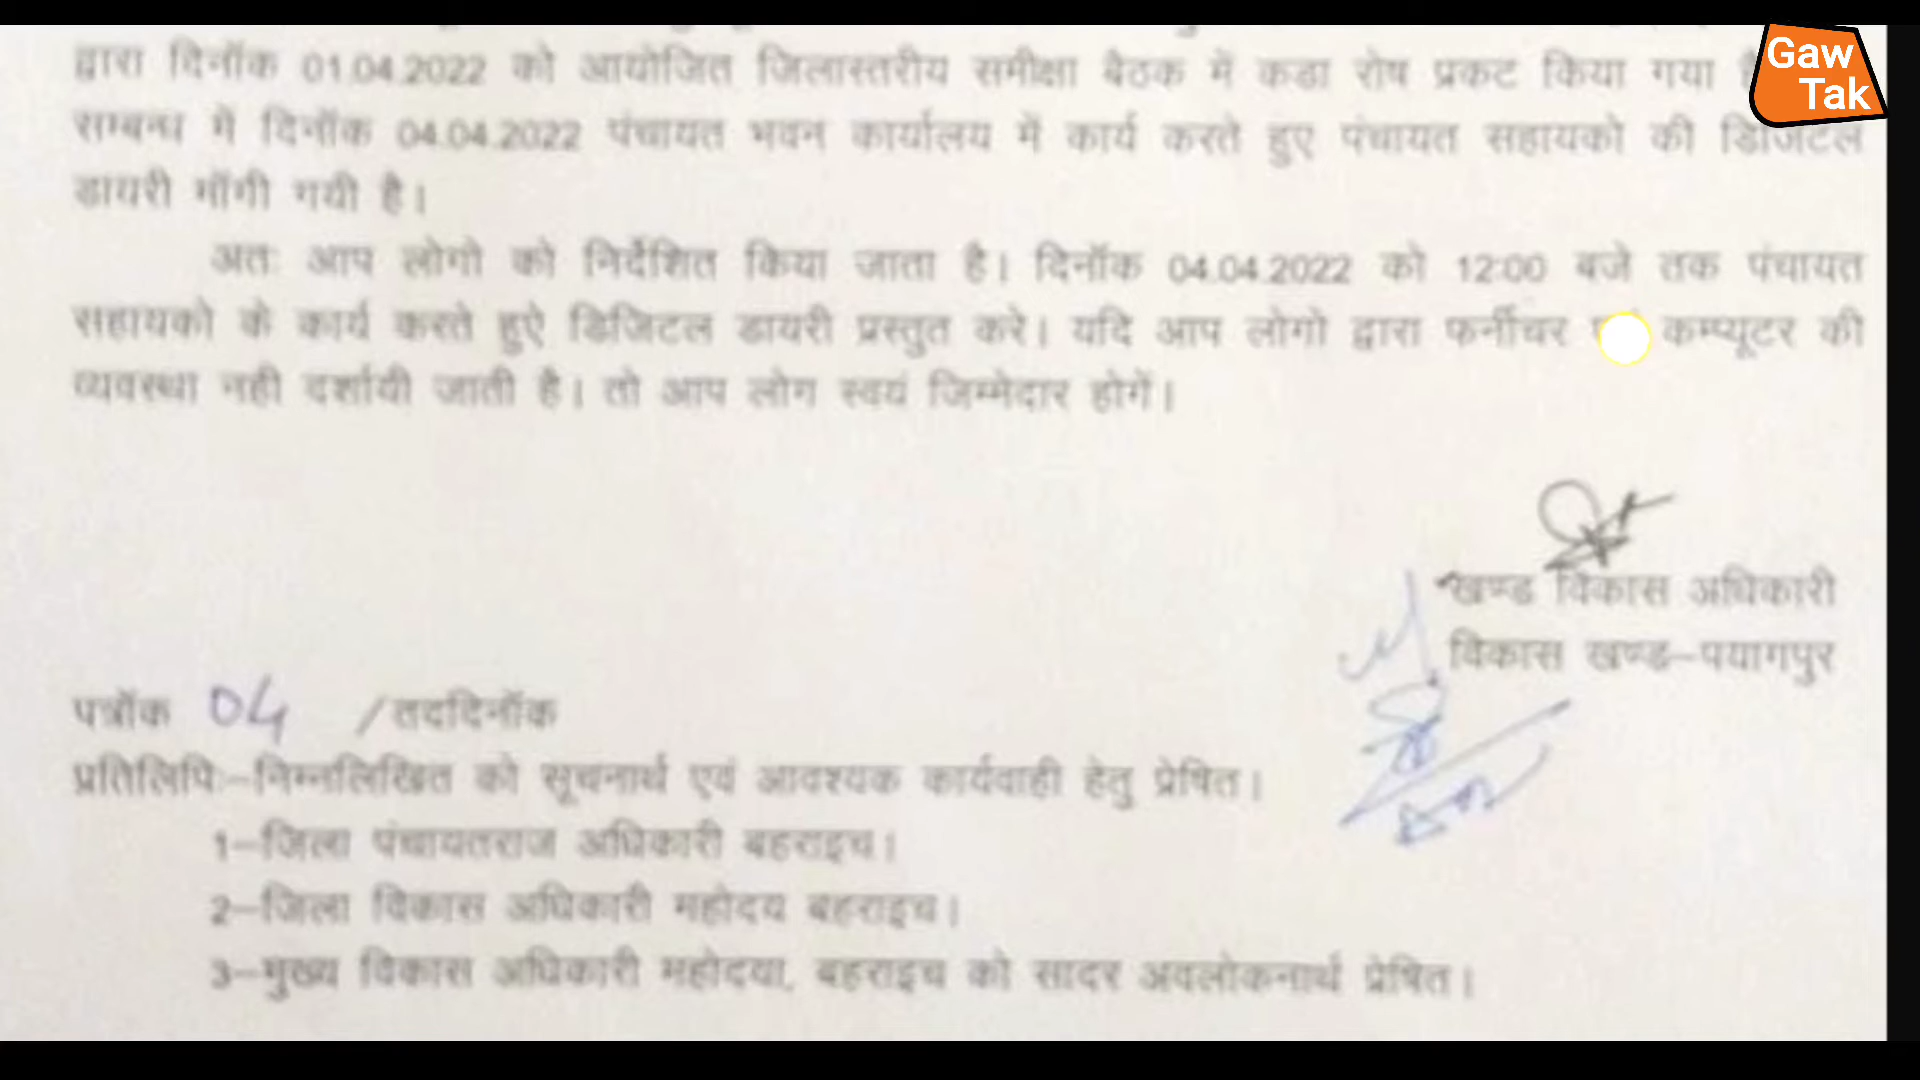 Gaw
Tak
द्वारा दिनॉक 01.04.2022 को आयोजित जिलास्तरीय समीक्षा बैठक में कडा रोष प्रकट किया गया
सम्बन्ध में दिनॉक 04.04.2022 पंचायत भवन कार्यालय में कार्य करते हुए पंचायत सहायको की डिजिटल
डायरी मॉगी गयी है।
अतः आप लोगो को निर्देशित किया जाता है। दिनॉक 04.04.2022 को 12:00 बजे तक पंचायत
सहायको के कार्य करते हुऐ डिजिटल डायरी प्रस्तुत करे। यदि आप लोगो द्वारा फर्नीचर कम्प्यूटर की
व्यवस्था नही दर्शायी जाती है। तो आप लोग स्वयं जिम्मेदार होगें।
खण्ड विकास अधिकारी
विकास खण्ड–पयागपुर
पत्रॉक 04 /तददिनॉक
प्रतिलिपिः–निम्नलिखित को सूचनार्थ एवं आवश्यक कार्यवाही हेतु प्रेषित।
1–जिला पंचायतराज अधिकारी बहराइच।
2–जिला विकास अधिकारी महोदय बहराइच।
3–मुख्य विकास अधिकारी महोदया, बहराइच को सादर अवलोकनार्थ प्रेषित।